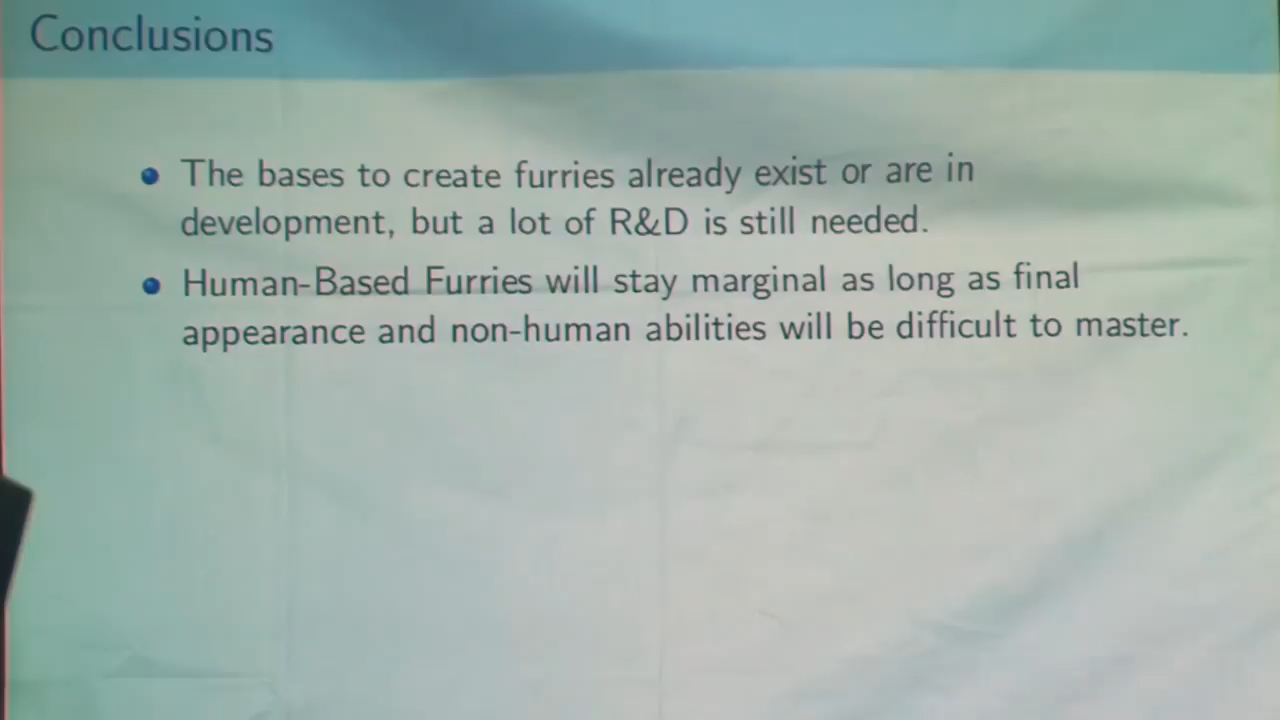 Conclusions
The bases to create furries already exist or are in
development, but a lot of R&D is still needed.
Human-Based Furries will stay marginal as long as final
appearance and non-human abilities will be difficult to master.